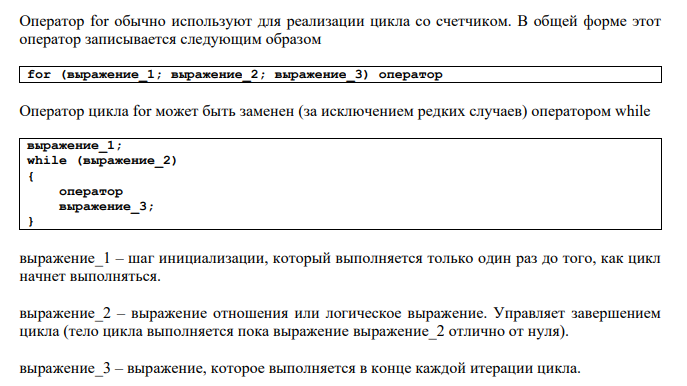 Оператор for обычно используют для реализации цикла со счетчиком. В общей форме этот
оператор записывается следующим образом
for (выражение_1; выражение_2; выражение_3) оператор
Оператор цикла for может быть заменен (за исключением редких случаев) оператором while
выражение_1;
while (выражение_2)
{
оператор
выражение_3;
}
выражение_1 – шаг инициализации, который выполняется только один раз до того, как цикл
начнет выполняться.
выражение_2 – выражение отношения или логическое выражение. Управляет завершением
цикла (тело цикла выполняется пока выражение выражение_2 отлично от нуля).
выражение_3 – выражение, которое выполняется в конце каждой итерации цикла.